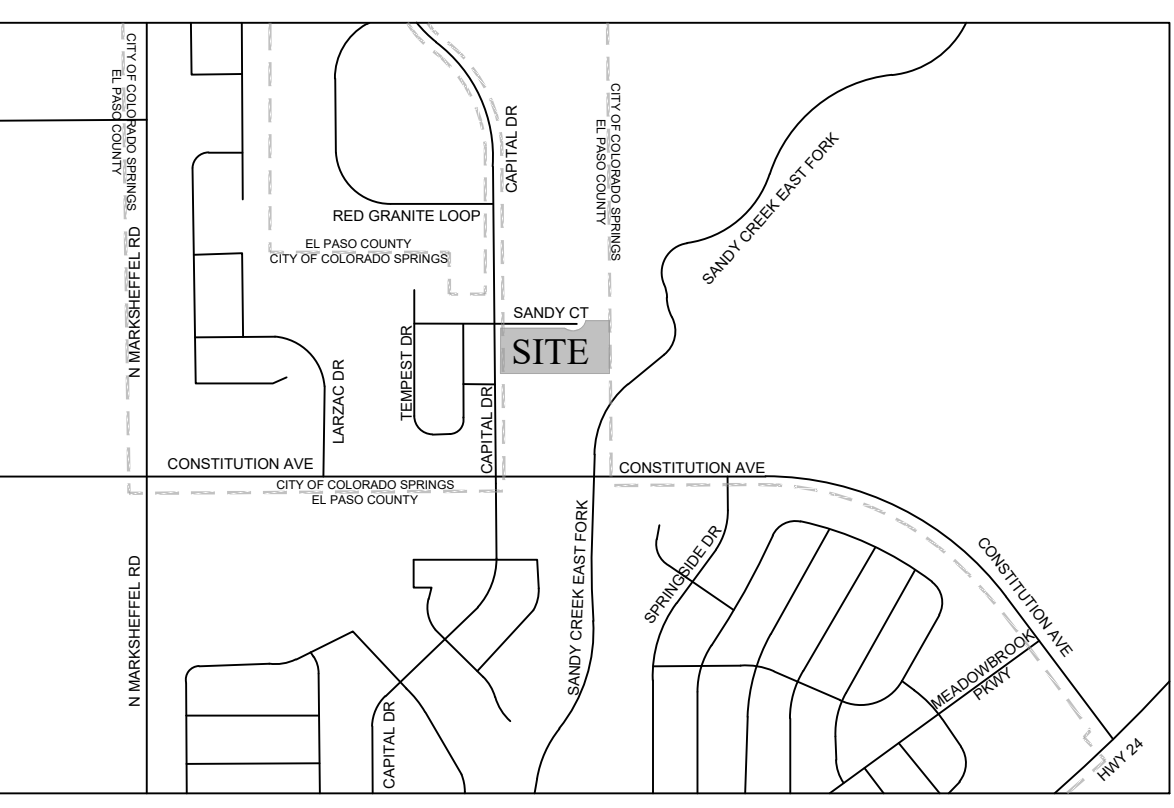 CITY OF COLORADO SPRINGS
EL PASO COUNTY
CAPITAL DR
CITY OF COLORADO SPRINGS
EL PASO COUNTY
SANDY CREEK EAST FORK
RED GRANITE LOOP
N MARKSHEFFEL RD
EL PASO COUNTY
CITY OF COLORADO SPRINGS
SANDY CT
SITE
TEMPEST DR
LARZAC DR
CAPITAL DR
CONSTITUTION AVE
CONSTITUTION AVE
CITY OF COLORADO SPRINGS
EL PASO COUNTY
N MARKSHEFFEL RD
SANDY CREEK EAST FORK
SPRINGSIDE DR
CONSTITUTION AVE
MEADOWBROOK
PKWY
CAPITAL DR
HWY 24